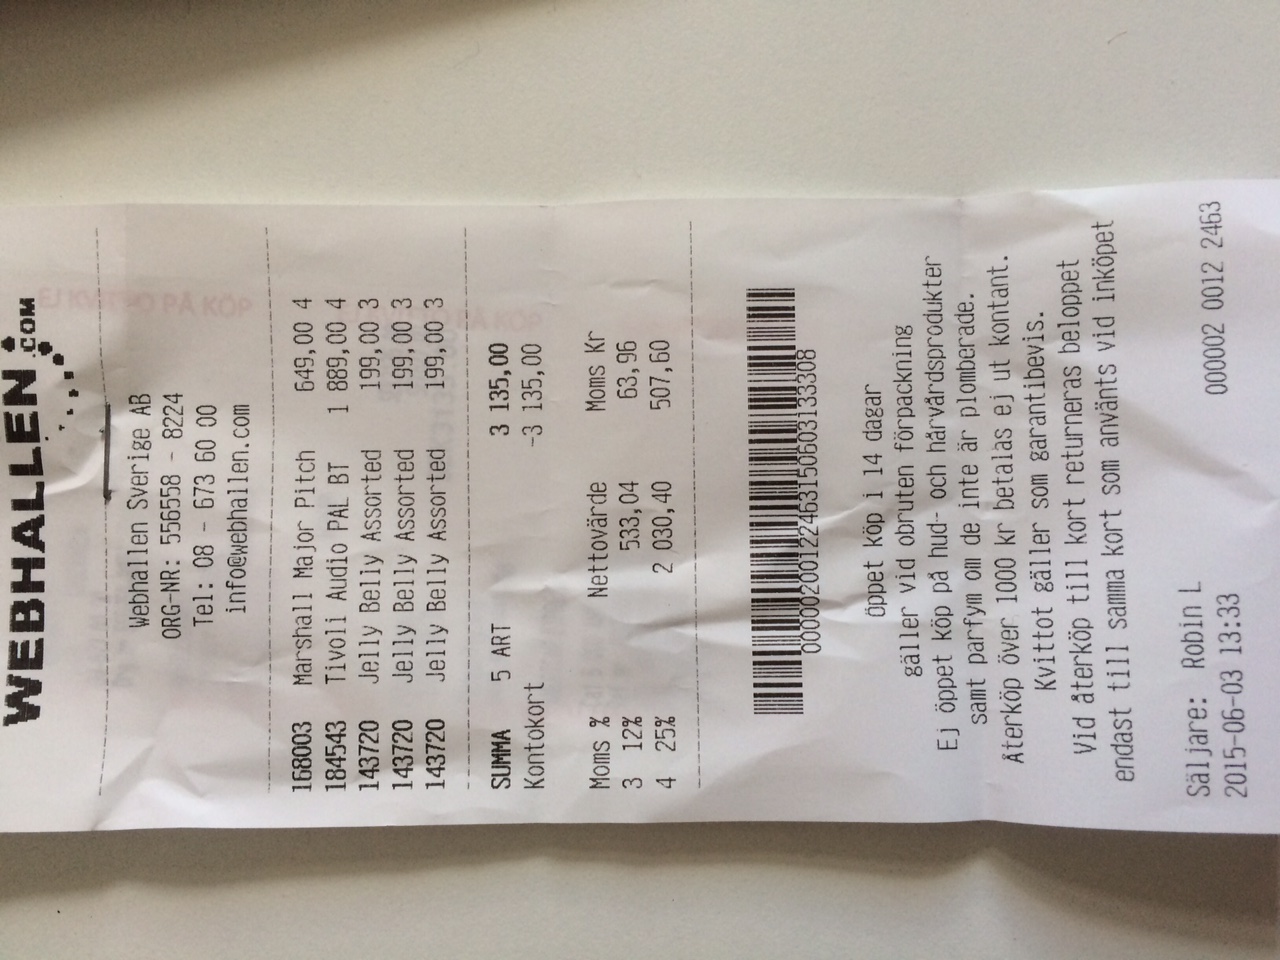 WEBHALLEN.COM
Webhallen Sverige AB
ORG-NR: 556558 - 8224
Tel: 08 - 673 60 00
info@webhallen.com
168003 Marshall Major Pitch 649,00 4
184543 Tivoli Audio PAL BT 1 889,00 4
143720 Jelly Belly Assorted 199,00 3
143720 Jelly Belly Assorted 199,00 3
143720 Jelly Belly Assorted 199,00 3
SUMMA 5 ART 3 135,00
Kontokort -3 135,00
Moms % Nettovärde Moms Kr
3 12% 533,04 63,96
4 25% 2 030,40 507,60
00000200122463150603133308
Öppet köp i 14 dagar
gäller vid obruten förpackning
Ej öppet köp på hud- och hårvårdsprodukter
samt parfym om de inte är plomberade.
Återköp över 1000 kr betalas ej ut kontant.
Kvittot gäller som garantibevis.
Vid återköp till kort returneras beloppet
endast till samma kort som använts vid inköpet
Säljare: Robin L
2015-06-03 13:33 000002 0012 2463